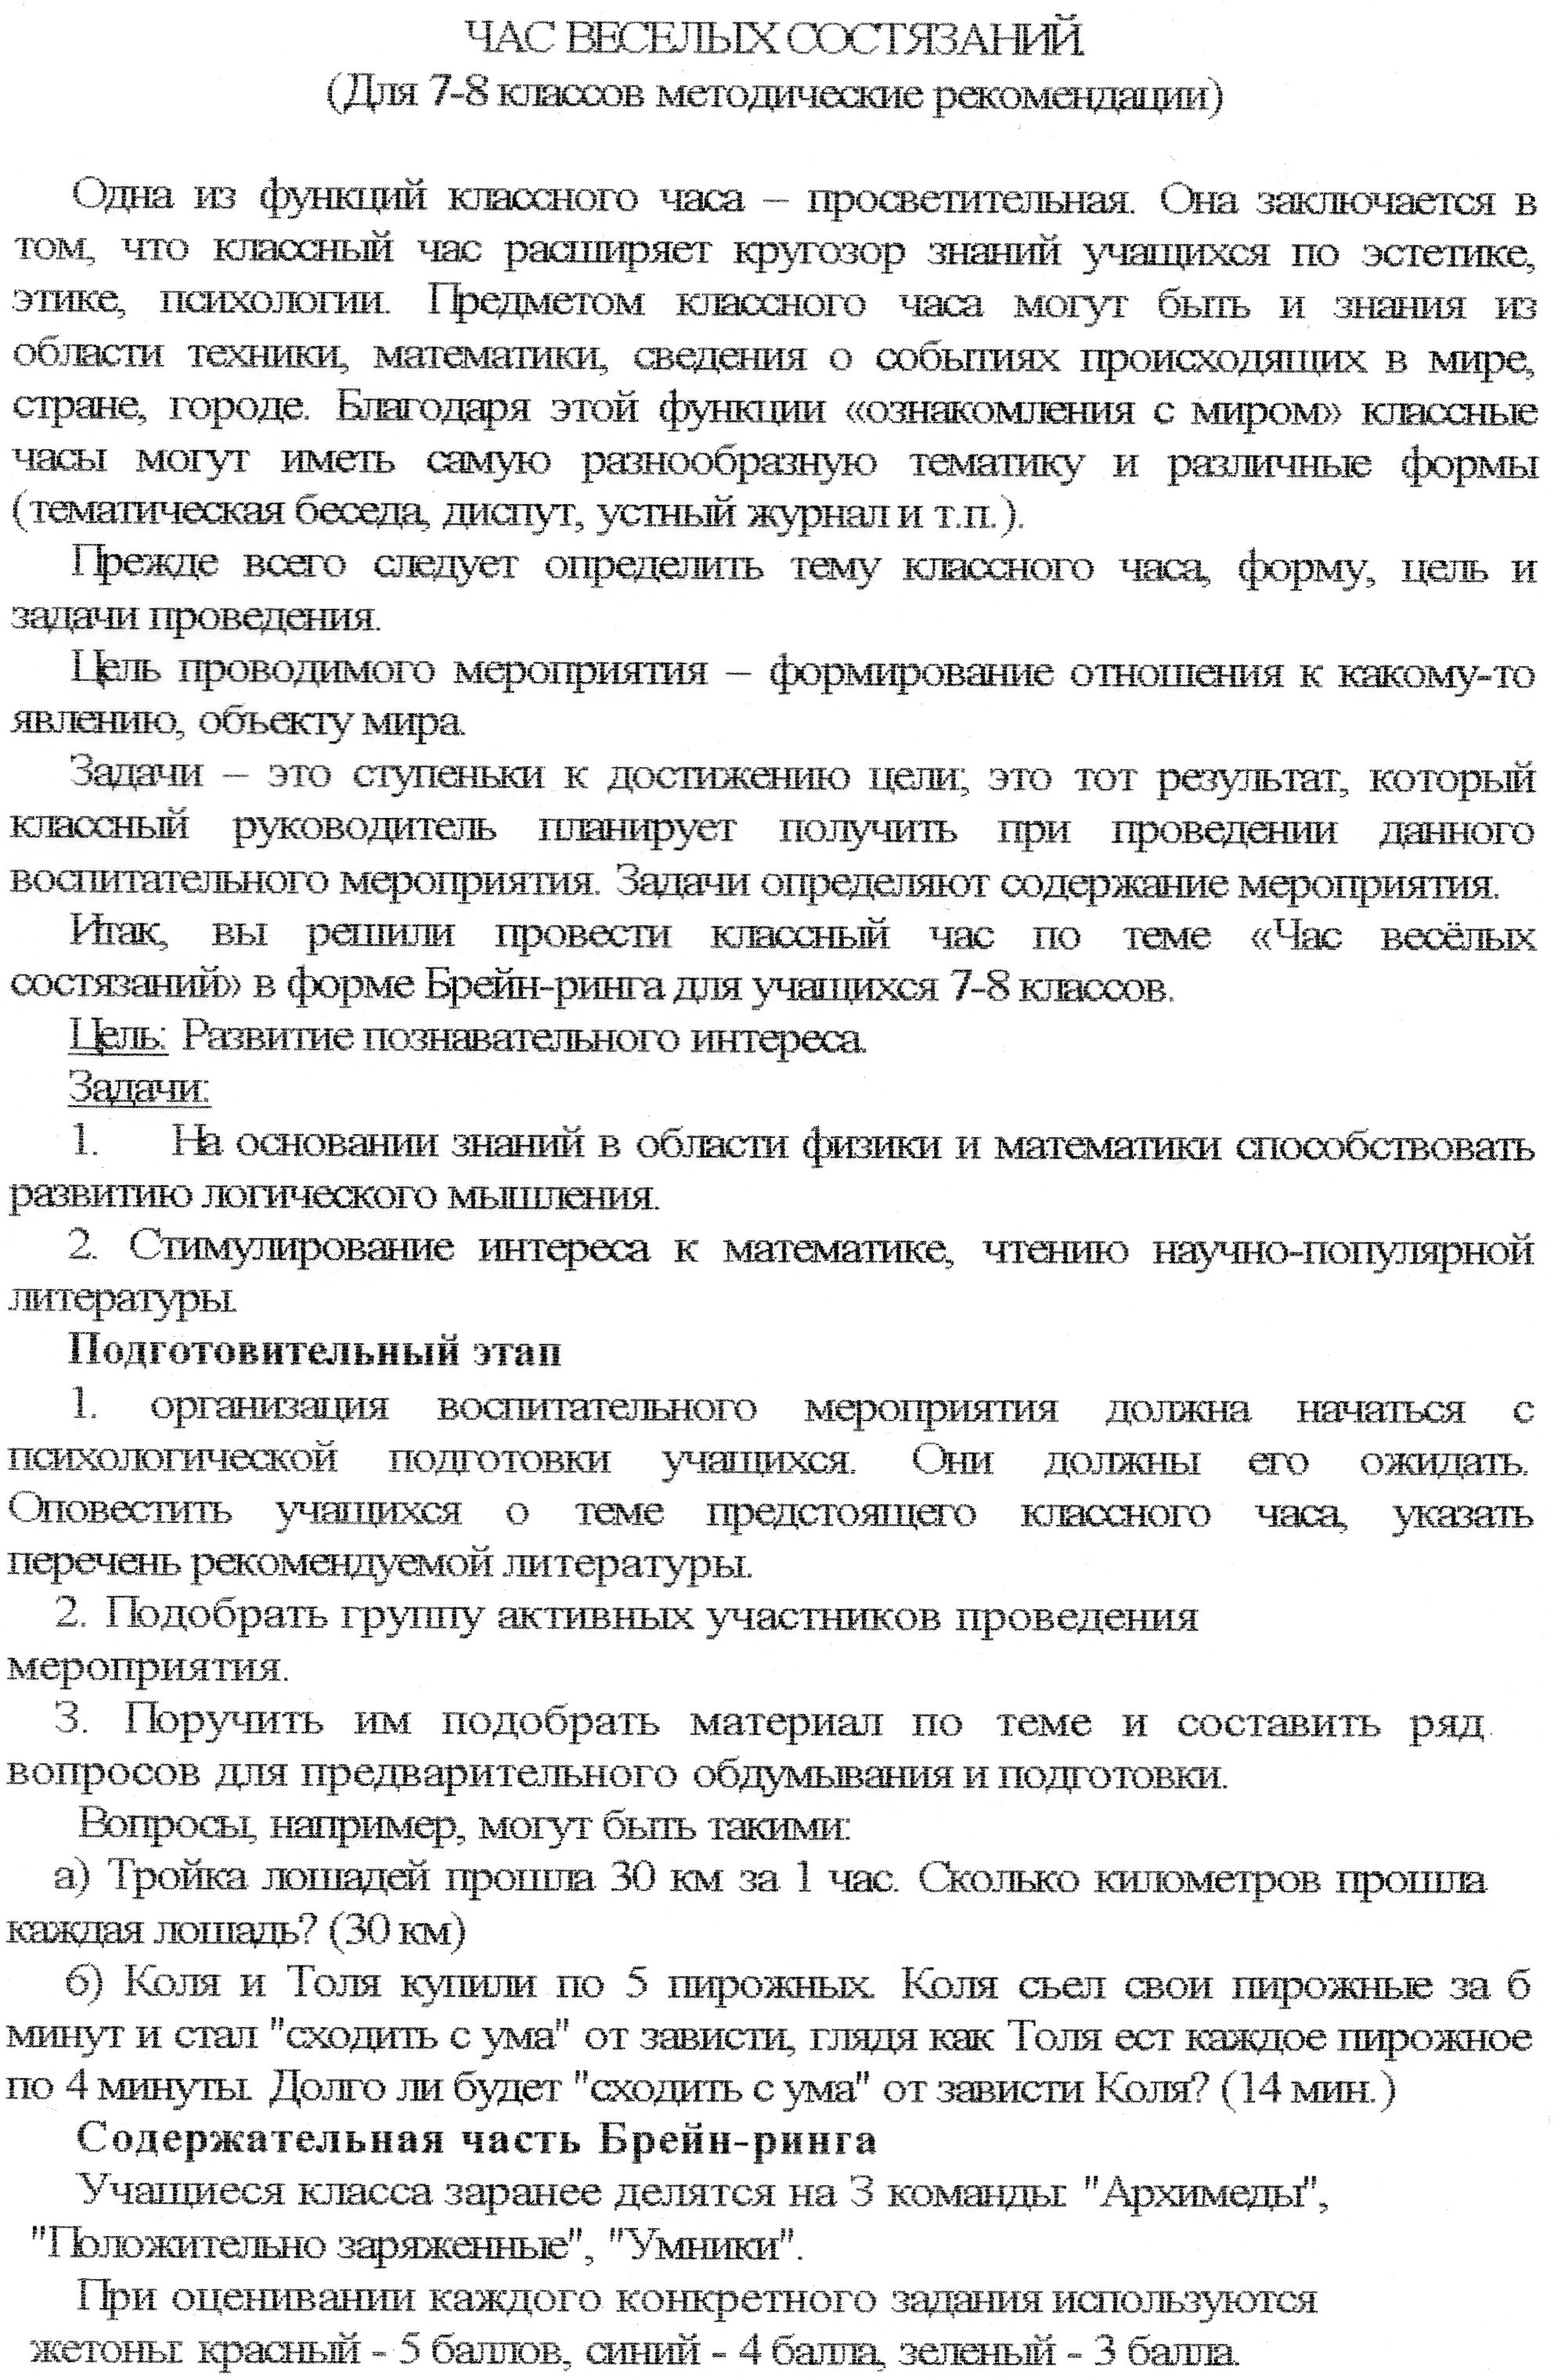 ЧАС ВЕСЕЛЫХ СОСТЯЗАНИЙ.
(Для 7-8 классов методические рекомендации)
Одна из функций классного часа – просветительная. Она заключается в
том, что классный час расширяет кругозор знаний учащихся по эстетике,
этике, психологии. Предметом классного часа могут быть и знания из
области техники, математики, сведения о событиях происходящих в мире,
стране, городе. Благодаря этой функции «ознакомления с миром» классные
часы могут иметь самую разнообразную тематику и различные формы
(тематическая беседа, диспут, устный журнал и т.п.).
Прежде всего следует определить тему классного часа, форму, цель и
задачи проведения.
Цель проводимого мероприятия – формирование отношения к какому-то
явлению, объекту мира.
Задачи – это ступеньки к достижению цели; это тот результат, который
классный руководитель планирует получить при проведении данного
воспитательного мероприятия. Задачи определяют содержание мероприятия.
Итак, вы решили провести классный час по теме «Час весёлых
состязаний» в форме Брейн-ринга для учащихся 7-8 классов.
Цель: Развитие познавательного интереса.
Задачи:
1. На основании знаний в области физики и математики способствовать
развитию логического мышления.
2. Стимулирование интереса к математике, чтению научно-популярной
литературы.
Подготовительный этап
1. организация воспитательного мероприятия должна начаться с
психологической подготовки учащихся. Они должны его ожидать.
Оповестить учащихся о теме предстоящего классного часа, указать
перечень рекомендуемой литературы.
2. Подобрать группу активных участников проведения
мероприятия.
3. Поручить им подобрать материал по теме и составить ряд
вопросов для предварительного обдумывания и подготовки.
Вопросы, например, могут быть такими:
а) Тройка лошадей прошла 30 км за 1 час. Сколько километров прошла
каждая лошадь? (30 км)
б) Коля и Толя купили по 5 пирожных. Коля съел свои пирожные за 6
минут и стал "сходить с ума" от зависти, глядя как Толя ест каждое пирожное
по 4 минуты. Долго ли будет "сходить с ума" от зависти Коля? (14 мин.)
Содержательная часть Брейн-ринга
Учащиеся класса заранее делятся на 3 команды: "Архимеды",
"Положительно заряженные", "Умники".
При оценивании каждого конкретного задания используются
жетоны: красный - 5 баллов, синий - 4 балла, зеленый - 3 балла.